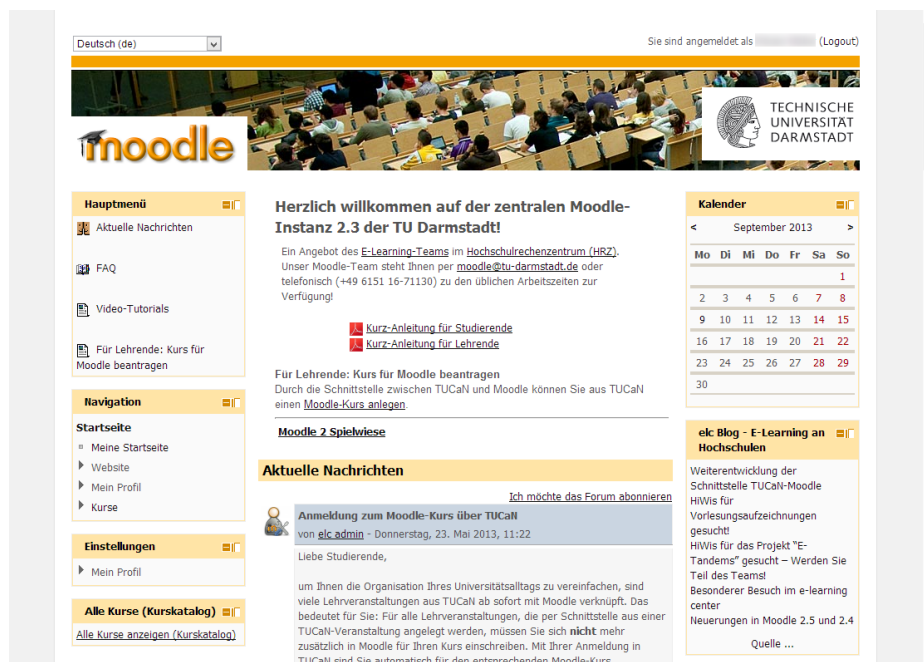 Deutsch (de)
Sie sind angemeldet als (Logout)
moodle
TECHNISCHE
UNIVERSITÄT
DARMSTADT
Hauptmenü
Aktuelle Nachrichten
FAQ
Video-Tutorials
Für Lehrende: Kurs für
Moodle beantragen
Navigation
Startseite
Meine Startseite
Website
Mein Profil
Kurse
Einstellungen
Mein Profil
Alle Kurse (Kurskatalog)
Alle Kurse anzeigen (Kurskatalog)
Herzlich willkommen auf der zentralen Moodle-
Instanz 2.3 der TU Darmstadt!
Ein Angebot des E-Learning-Teams im Hochschulrechenzentrum (HRZ).
Unser Moodle-Team steht Ihnen per moodle@tu-darmstadt.de oder
telefonisch (+49 6151 16-71130) zu den üblichen Arbeitszeiten zur
Verfügung!
Kurz-Anleitung für Studierende
Kurz-Anleitung für Lehrende
Für Lehrende: Kurs für Moodle beantragen
Durch die Schnittstelle zwischen TUCaN und Moodle können Sie aus TUCaN
einen Moodle-Kurs anlegen.
Moodle 2 Spielwiese
Aktuelle Nachrichten
Ich möchte das Forum abonnieren
Anmeldung zum Moodle-Kurs über TUCaN
von elc admin - Donnerstag, 23. Mai 2013, 11:22
Liebe Studierende,
um Ihnen die Organisation Ihres Universitätsalltags zu vereinfachen, sind
viele Lehrveranstaltungen aus TUCaN ab sofort mit Moodle verknüpft. Das
bedeutet für Sie: Für alle Lehrveranstaltungen, die per Schnittstelle aus einer
TUCaN-Veranstaltung angelegt werden, müssen Sie sich nicht mehr
zusätzlich in Moodle für Ihren Kurs einschreiben. Mit Ihrer Anmeldung in
TUCaN sind Sie automatisch für den entsprechenden Moodle-Kurs
Kalender
< September 2013 >
Mo Di Mi Do Fr Sa So
1
2 3 4 5 6 7 8
9 10 11 12 13 14 15
16 17 18 19 20 21 22
23 24 25 26 27 28 29
30
elc Blog - E-Learning an
Hochschulen
Weiterentwicklung der
Schnittstelle TUCaN-Moodle
HiWis für
Vorlesungsaufzeichnungen
gesucht!
HiWis für das Projekt "E-
Tandems" gesucht – Werden Sie
Teil des Teams!
Besonderer Besuch im e-learning
center
Neuerungen in Moodle 2.5 und 2.4
Quelle ...